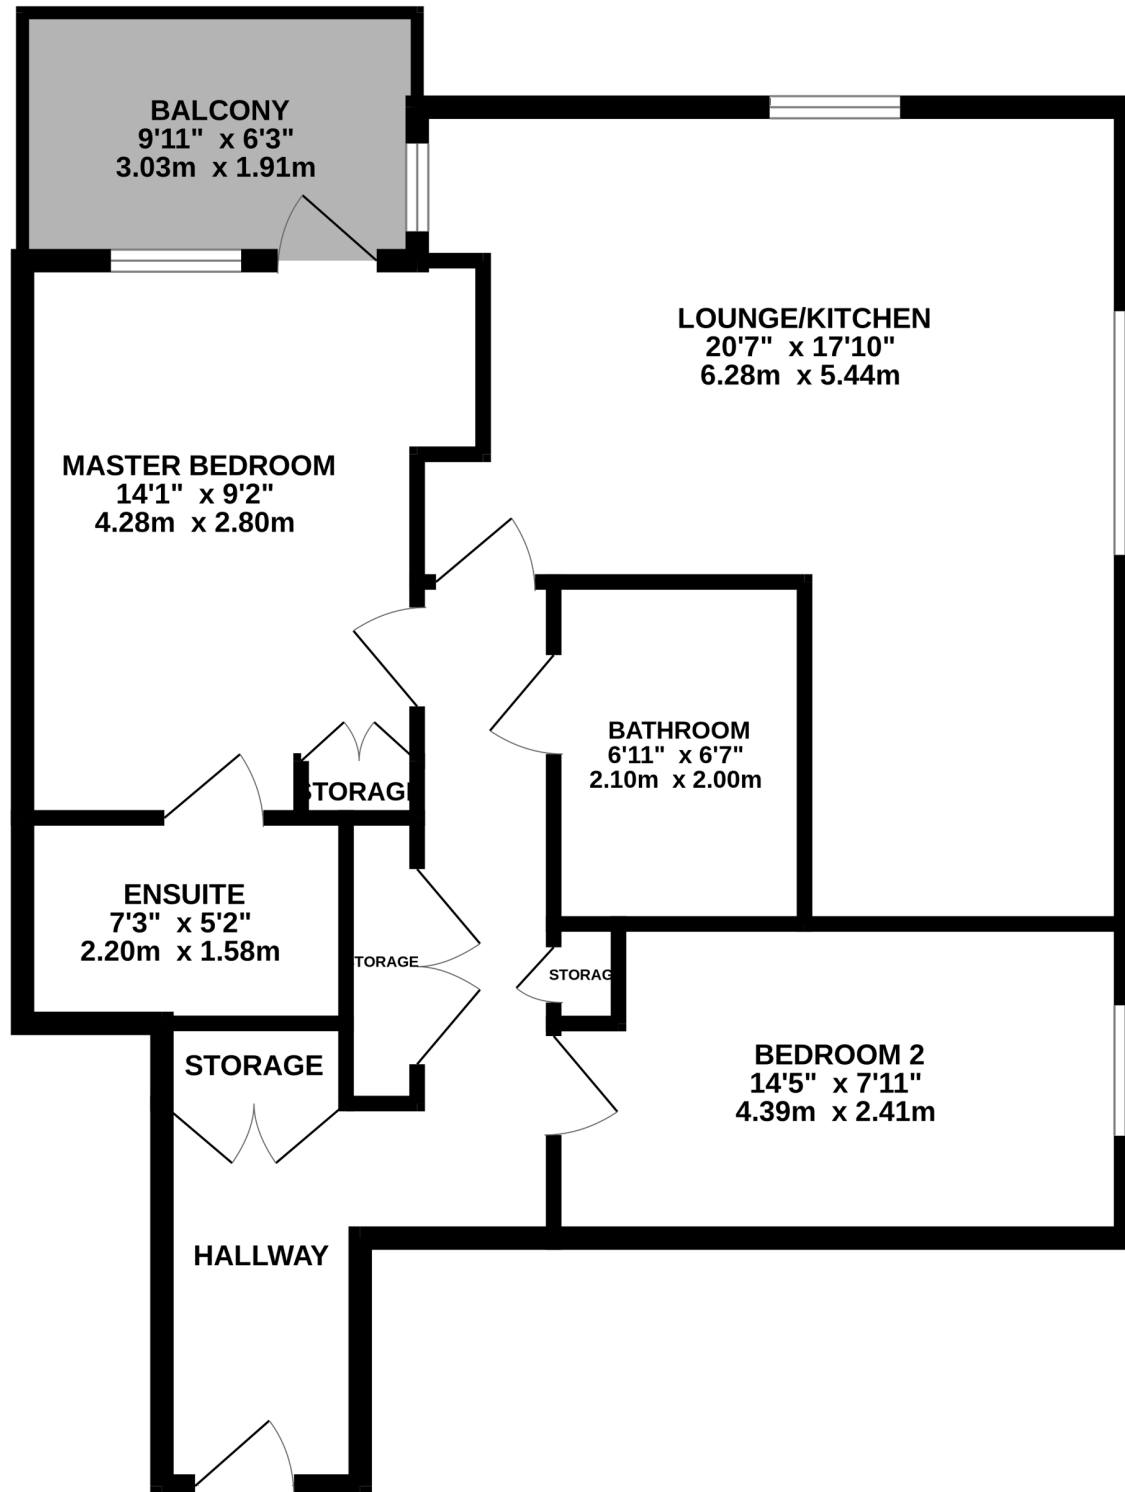 BALCONY
9'11" x 6'3"
3.03m x 1.91m
LOUNGE/KITCHEN
20'7" x 17'10"
6.28m x 5.44m
MASTER BEDROOM
14'1" x 9'2"
4.28m x 2.80m
BATHROOM
6'11" x 6'7"
2.10m x 2.00m
STORAGE
ENSUITE
7'3" x 5'2"
2.20m x 1.58m
TORAGE
STORAG
STORAGE
BEDROOM 2
14'5" x 7'11"
4.39m x 2.41m
HALLWAY